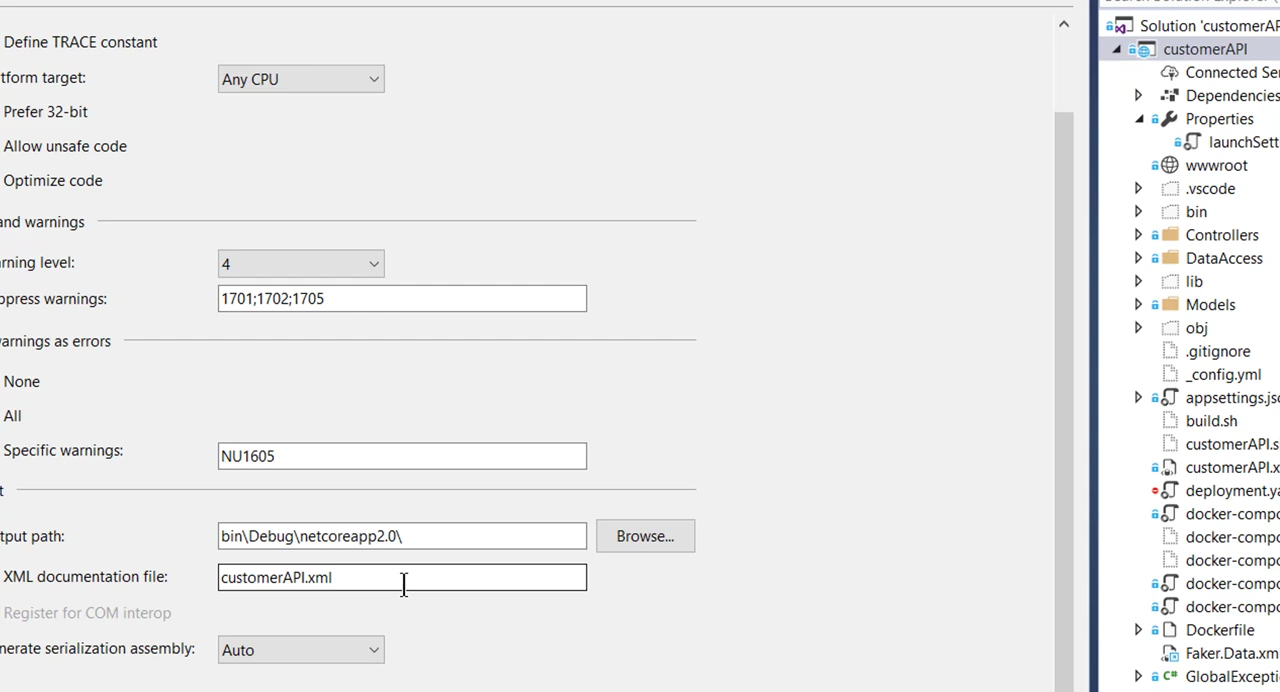 Define TRACE constant
tform target:
Any CPU
Prefer 32-bit
Allow unsafe code
Optimize code
and warnings
rning level:
4
ppress warnings:
1701;1702;1705
arnings as errors
None
All
Specific warnings:
NU1605
t
tput path:
bin\Debug\netcoreapp2.0\
Browse...
XML documentation file:
customerAPI.xml
Register for COM interop
nerate serialization assembly:
Auto
Solution 'customerAP
customerAPI
Connected Ser
Dependencies
Properties
launchSett
wwwroot
.vscode
bin
Controllers
DataAccess
lib
Models
obj
.gitignore
_config.yml
appsettings.jso
build.sh
customerAPI.s
customerAPI.x
deployment.ya
docker-compo
docker-compo
docker-compo
docker-compo
docker-compo
Dockerfile
Faker.Data.xm
GlobalExcepti